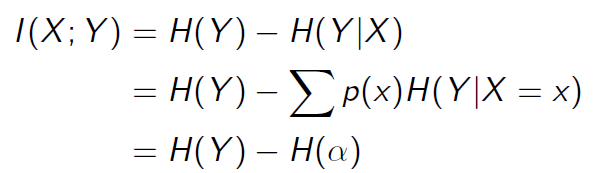 I(X; Y) = H(Y) − H(Y|X)
= H(Y) − ∑ p(x)H(Y|X = x)
= H(Y) − H(α)